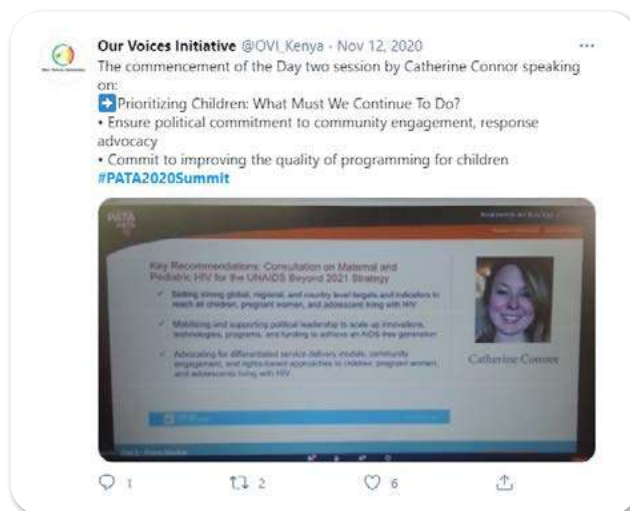 Our Voices Initiative @OVI_Kenya · Nov 12, 2020
The commencement of the Day two session by Catherine Connor speaking
on:
➡Prioritizing Children: What Must We Continue To Do?
• Ensure political commitment to community engagement, response
advocacy
• Commit to improving the quality of programming for children
#PATA2020Summit
PATA
Key Recommendations: Consultation on Maternal and
Pediatric HIV for the UNAIDS Beyond 2021 Strategy
✓ Setting strong global, regional, and country level targets and indicators to
reach all children, pregnant women, and adolescent living with HIV
✓ Mobilizing and supporting political leadership to scale-up innovations,
technologies, programs, and funding to achieve an AIDS-free generation
✓ Advocating for differentiated service delivery models, community
engagement, and rights-based approaches to children, pregnant women,
and adolescents living with HIV
Catherine Connor
1 2 6